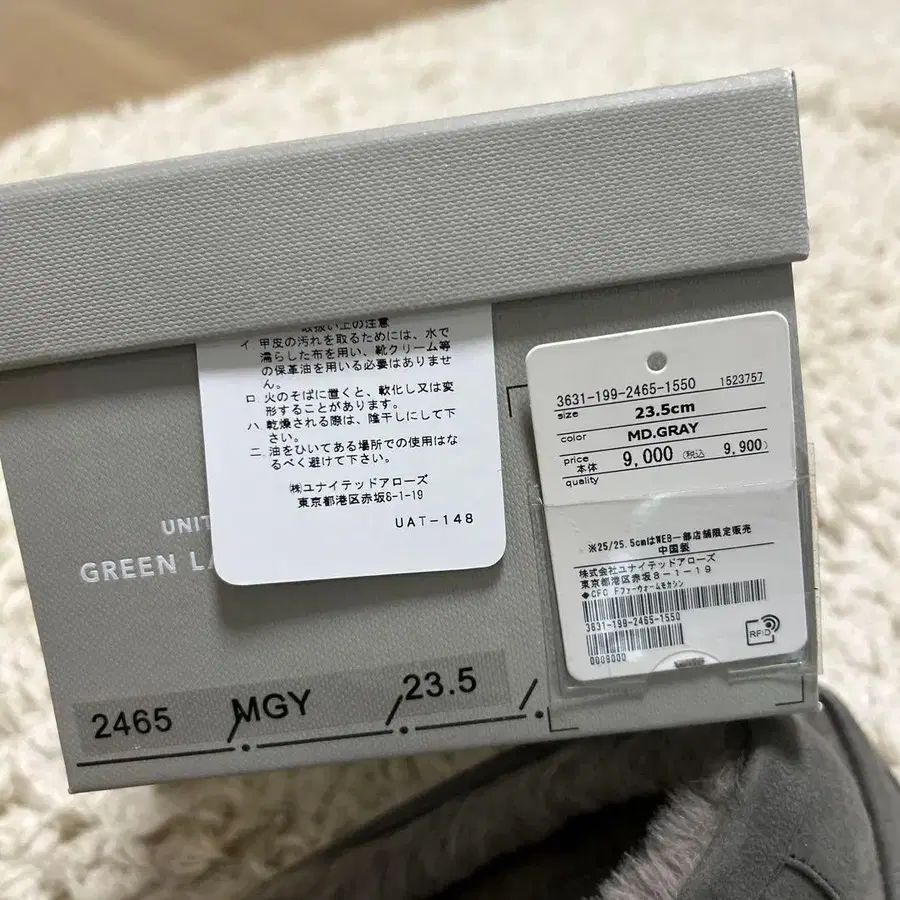 取扱い上の注意
イ 甲皮の汚れを取るためには、水で
濡らした布を用い、靴クリーム等
の保革油を用いる必要はありませ
ん。
ロ. 火のそばに置くと、軟化し又は変
形することがあります。
ハ. 乾燥される際は、陰干しにして下
さい。
ニ. 油をひいてある場所での使用はな
るべく避けて下さい。
㈱ユナイテッドアローズ
東京都港区赤坂6-1-19
UAT-148
UNIT
GREEN LA
3631-199-2465-1550 1523757
size 23.5cm
color MD.GRAY
price
本体 9,000 (税込 9,900)
quality
※25/25.5cmはWEB一部店舗限定販売
中国製
株式会社ユナイテッドアローズ
東京都港区赤坂8-1-19
◆CFC Fファーウォームモカシン
3631-199-2465-1550
0009000
RFID
2465 MGY 23.5